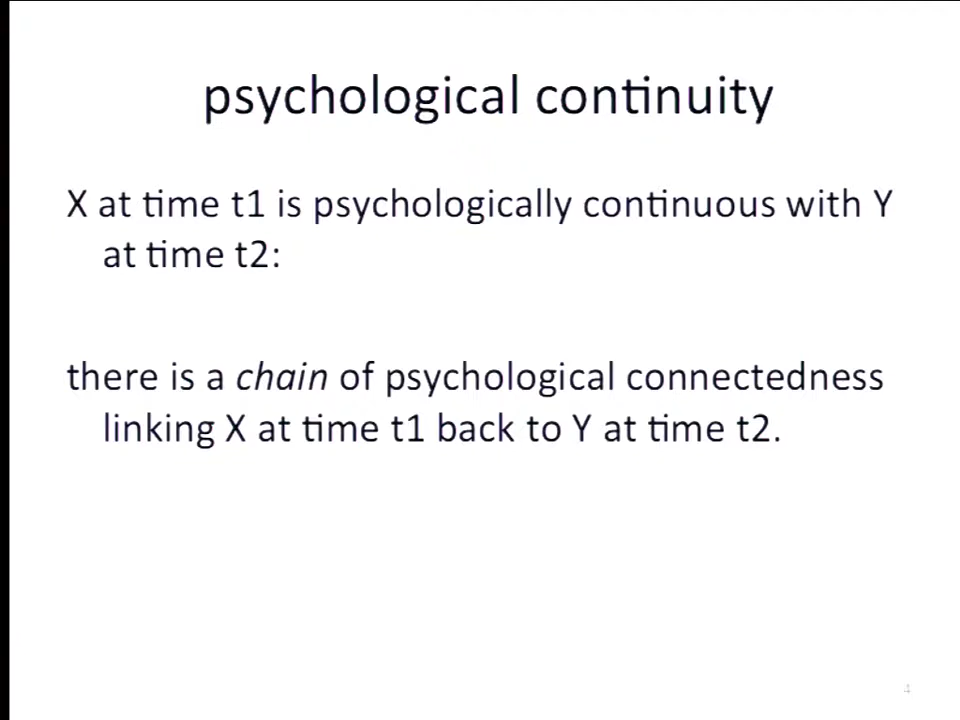 psychological continuity
X at time t1 is psychologically continuous with Y
at time t2:
there is a chain of psychological connectedness
linking X at time t1 back to Y at time t2.
4